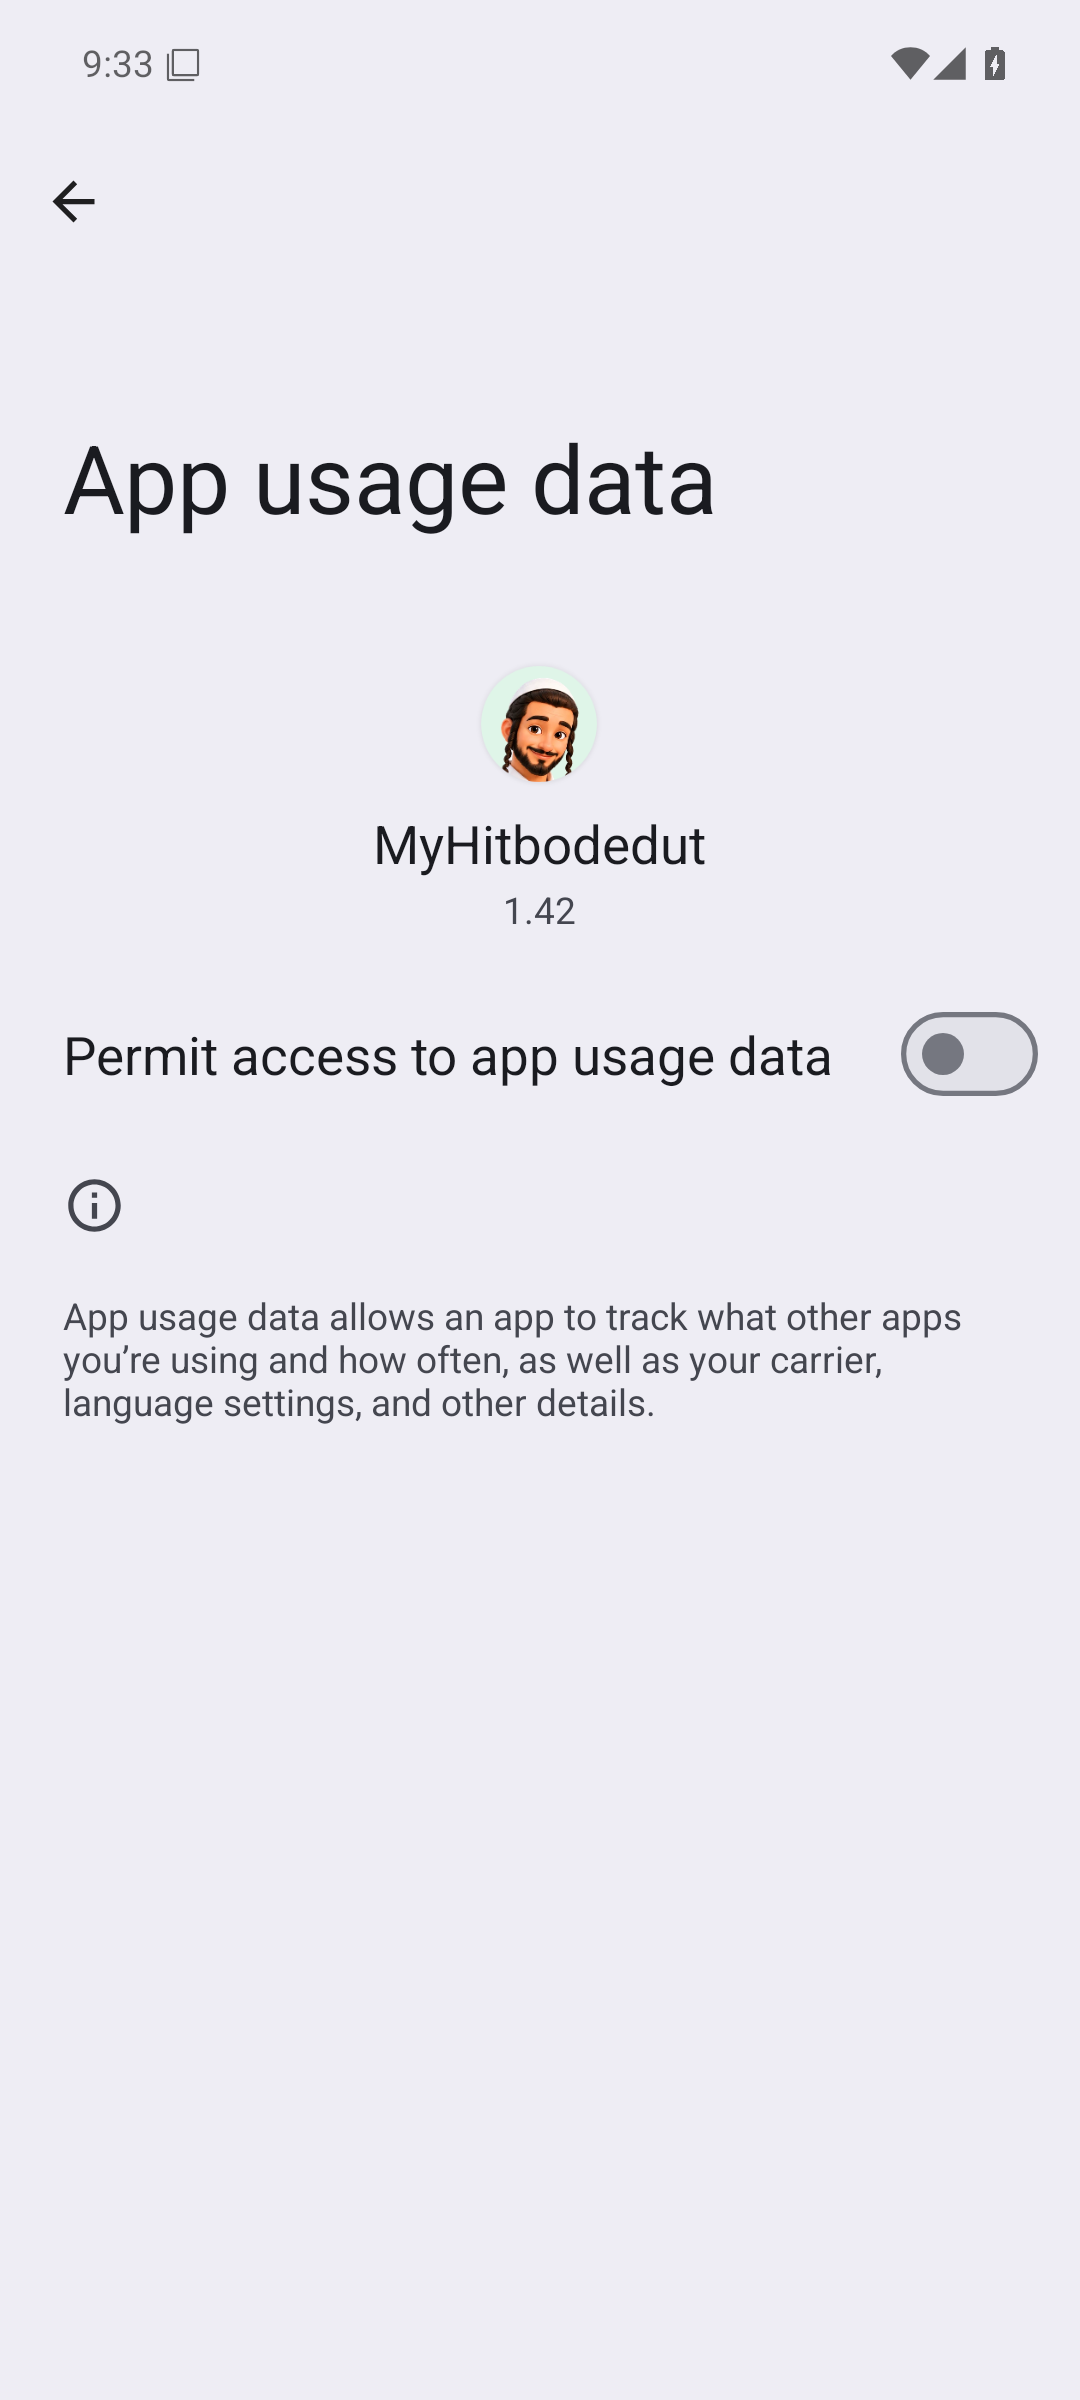 9:33
App usage data
MyHitbodedut
1.42
Permit access to app usage data
App usage data allows an app to track what other apps
you’re using and how often, as well as your carrier,
language settings, and other details.